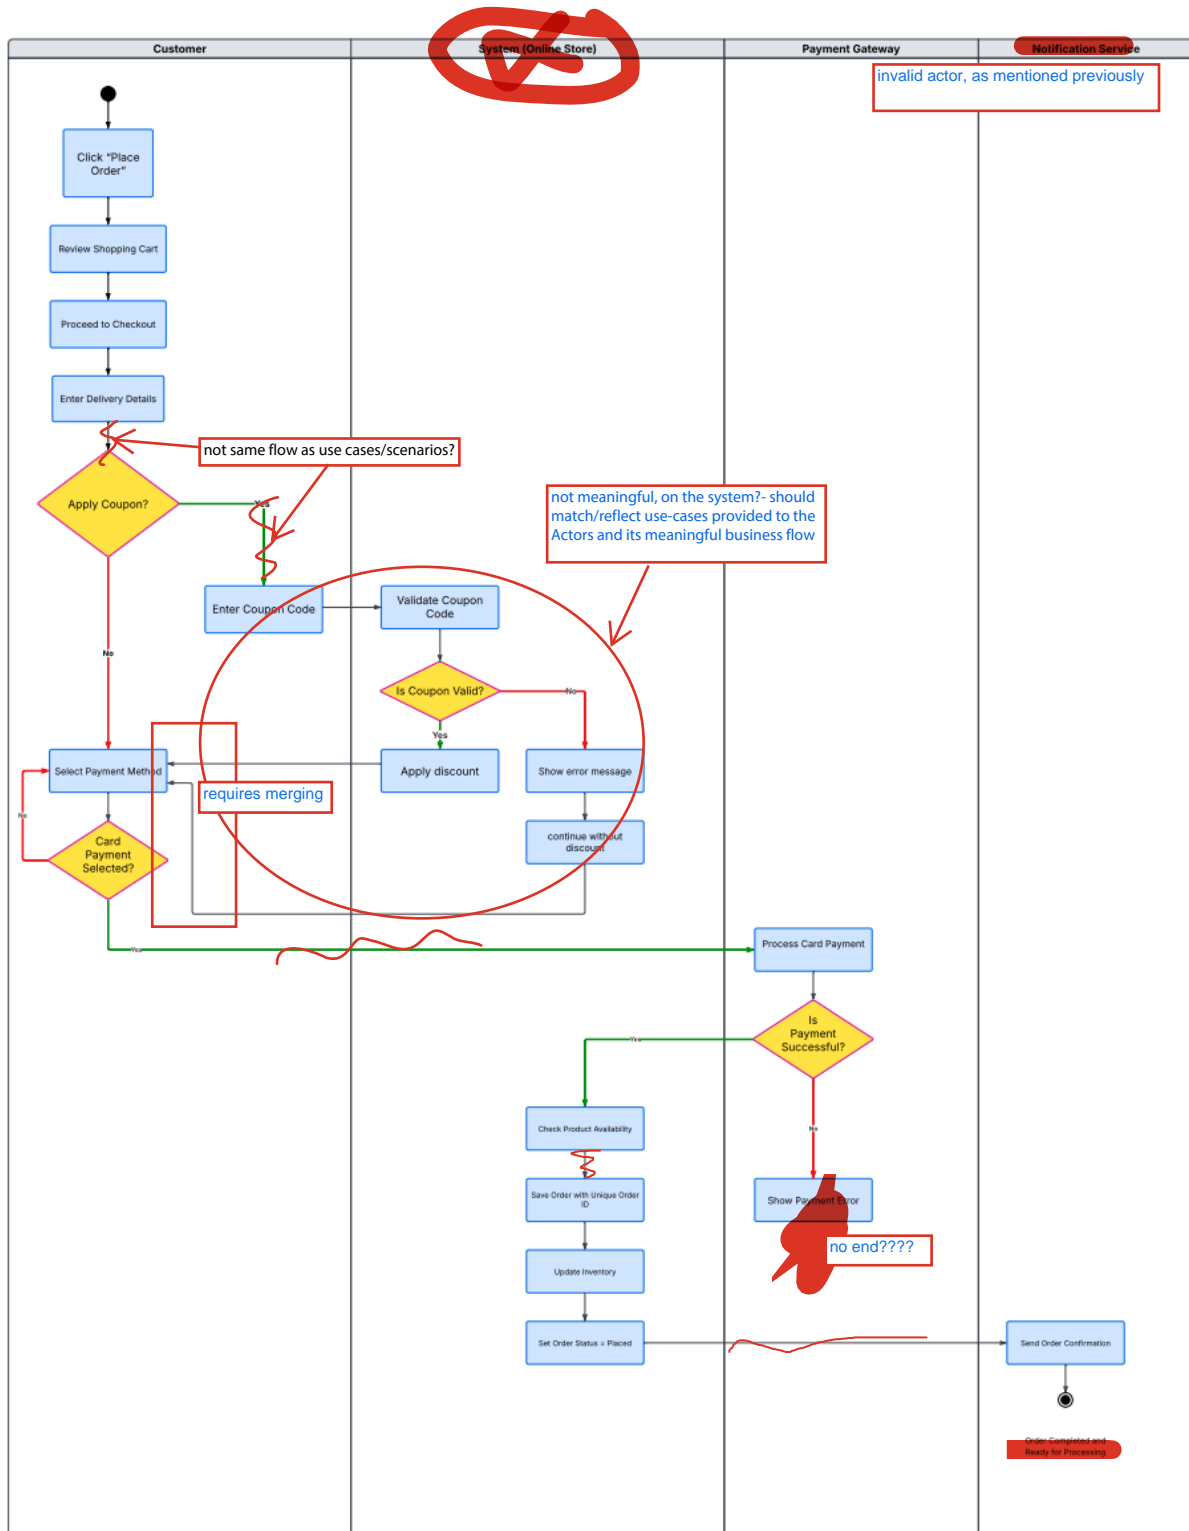 Customer
System (Online Store)
Payment Gateway
Notification Service
invalid actor, as mentioned previously
Click “Place
Order”
Review Shopping Cart
Proceed to Checkout
Enter Delivery Details
not same flow as use cases/scenarios?
Apply Coupon?
Yes
not meaningful, on the system?- should
match/reflect use-cases provided to the
Actors and its meaningful business flow
Enter Coupon Code
Validate Coupon
Code
No
Is Coupon Valid?
No
Yes
Select Payment Method
Apply discount
Show error message
requires merging
No
Card
Payment
Selected?
continue without
discount
Yes
Process Card Payment
Is
Payment
Successful?
Yes
Check Product Availability
No
Save Order with Unique Order
ID
Show Payment Error
no end????
Update Inventory
Set Order Status = Placed
Send Order Confirmation
Order Completed and
Ready for Processing